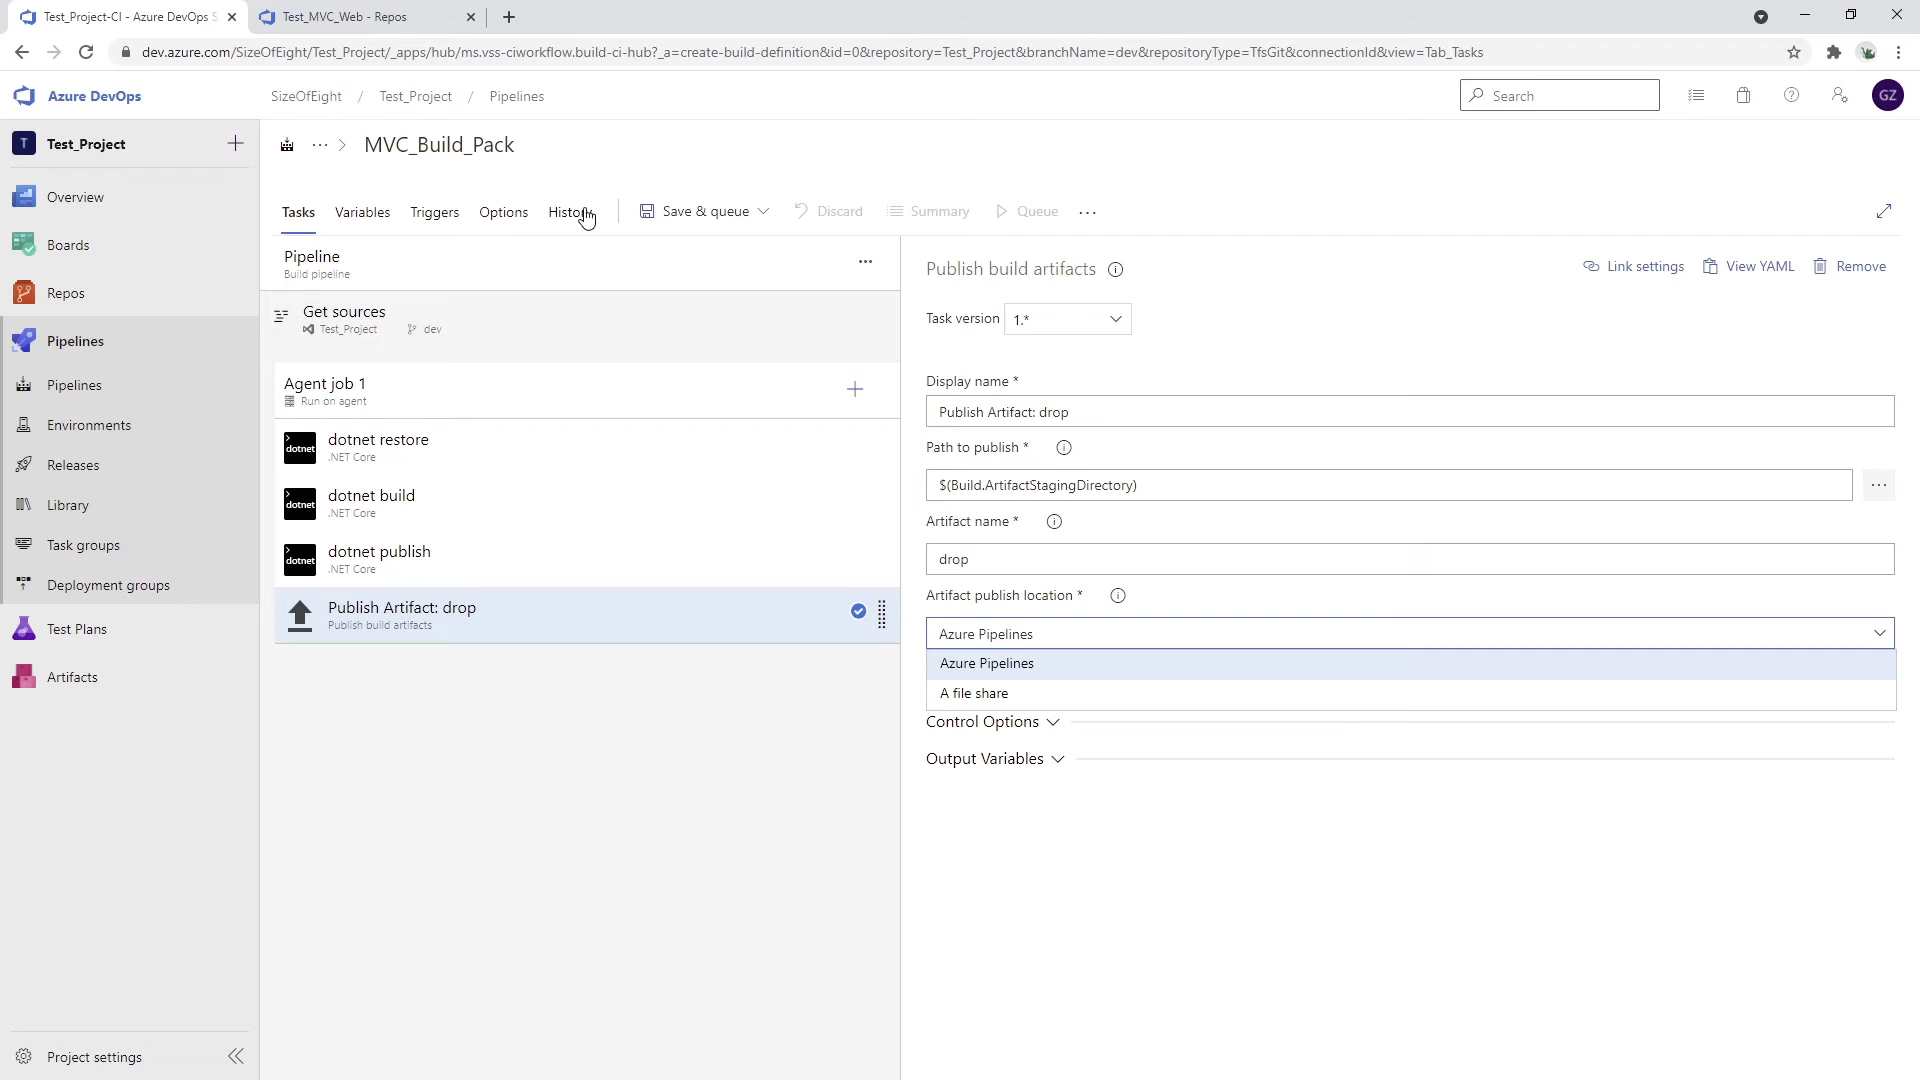 Test_Project-CI - Azure DevOps S
Test_MVC_Web - Repos
dev.azure.com/SizeOfEight/Test_Project/_apps/hub/ms.vss-ciworkflow.build-ci-hub?_a=create-build-definition&id=0&repository=Test_Project&branchName=dev&repositoryType=TfsGit&connectionId&view=Tab_Tasks
Azure DevOps
SizeOfEight / Test_Project / Pipelines
Search
GZ
T Test_Project
MVC_Build_Pack
Overview
Boards
Repos
Pipelines
Pipelines
Environments
Releases
Library
Task groups
Deployment groups
Test Plans
Artifacts
Project settings
Tasks Variables Triggers Options History
Save & queue Discard Summary Queue
Pipeline
Build pipeline
Get sources
Test_Project dev
Agent job 1
Run on agent
dotnet dotnet restore
.NET Core
dotnet dotnet build
.NET Core
dotnet dotnet publish
.NET Core
Publish Artifact: drop
Publish build artifacts
Publish build artifacts
Link settings View YAML Remove
Task version 1.*
Display name *
Publish Artifact: drop
Path to publish *
$(Build.ArtifactStagingDirectory)
Artifact name *
drop
Artifact publish location *
Azure Pipelines
Azure Pipelines
A file share
Control Options
Output Variables